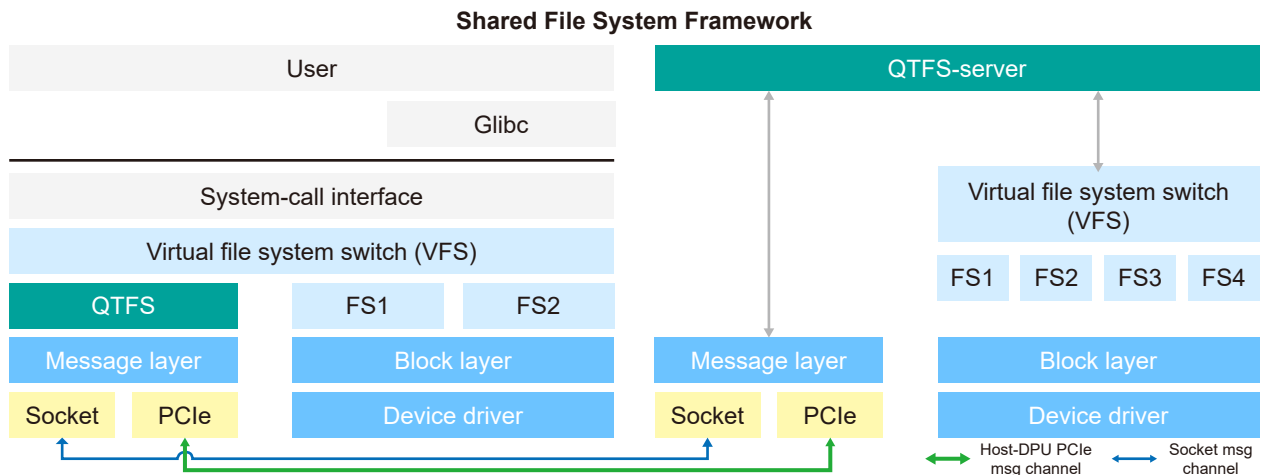 Shared File System Framework
User
QTFS-server
Glibc
System-call interface
Virtual file system switch
(VFS)
Virtual file system switch (VFS)
FS1 FS2 FS3 FS4
QTFS FS1 FS2
Message layer Block layer Message layer Block layer
Socket PCIe Device driver Socket PCIe Device driver
Host-DPU PCIe
msg channel
Socket msg
channel